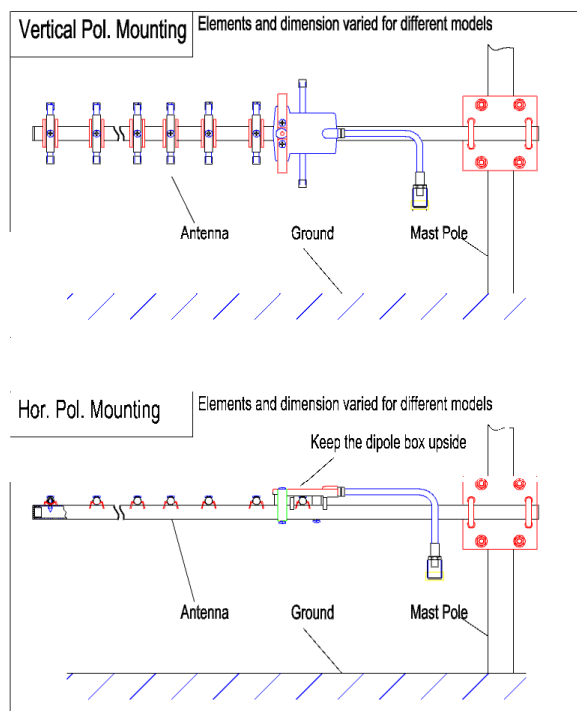 Vertical Pol. Mounting
Elements and dimension varied for different models
Antenna
Ground
Mast Pole
Hor. Pol. Mounting
Elements and dimension varied for different models
Keep the dipole box upside
Antenna
Ground
Mast Pole